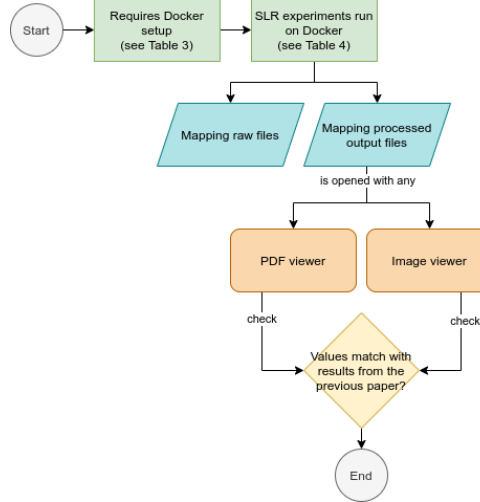 Start
Requires Docker
setup
(see Table 3)
SLR experiments run
on Docker
(see Table 4)
Mapping raw files
Mapping processed
output files
is opened with any
PDF viewer
Image viewer
check
check
Values match with
results from the
previous paper?
End